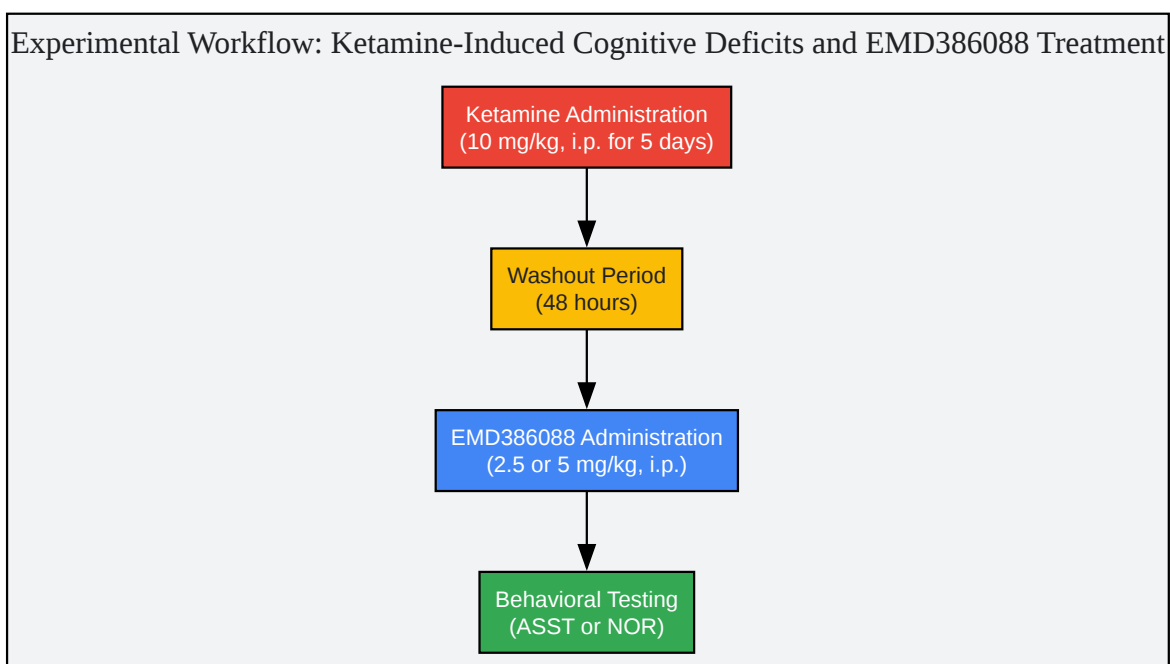 Experimental Workflow: Ketamine-Induced Cognitive Deficits and EMD386088 Treatment
Ketamine Administration
(10 mg/kg, i.p. for 5 days)
Washout Period
(48 hours)
EMD386088 Administration
(2.5 or 5 mg/kg, i.p.)
Behavioral Testing
(ASST or NOR)